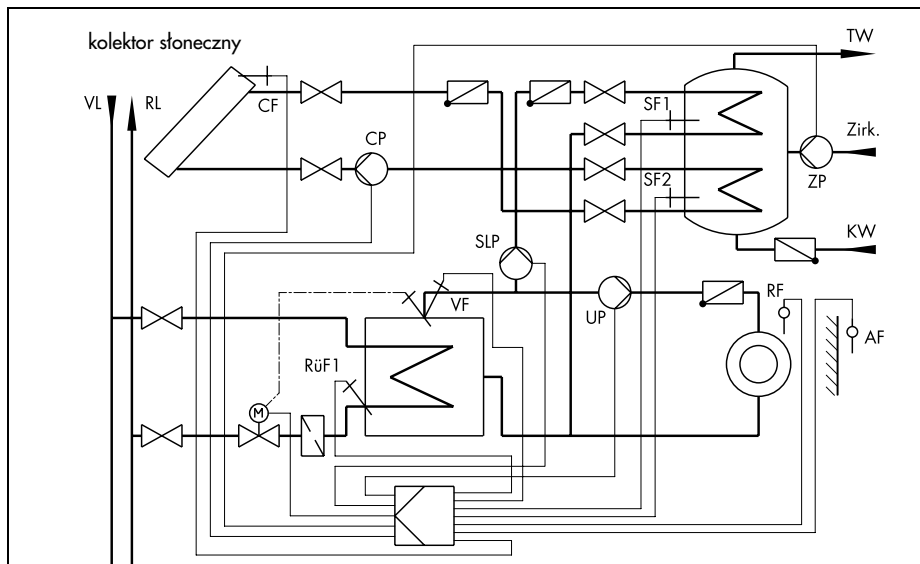 kolektor słoneczny
TW
VL
RL
CF
SF1
CP
Zirk.
ZP
SF2
KW
SLP
VF
UP
RF
AF
RüF1
M